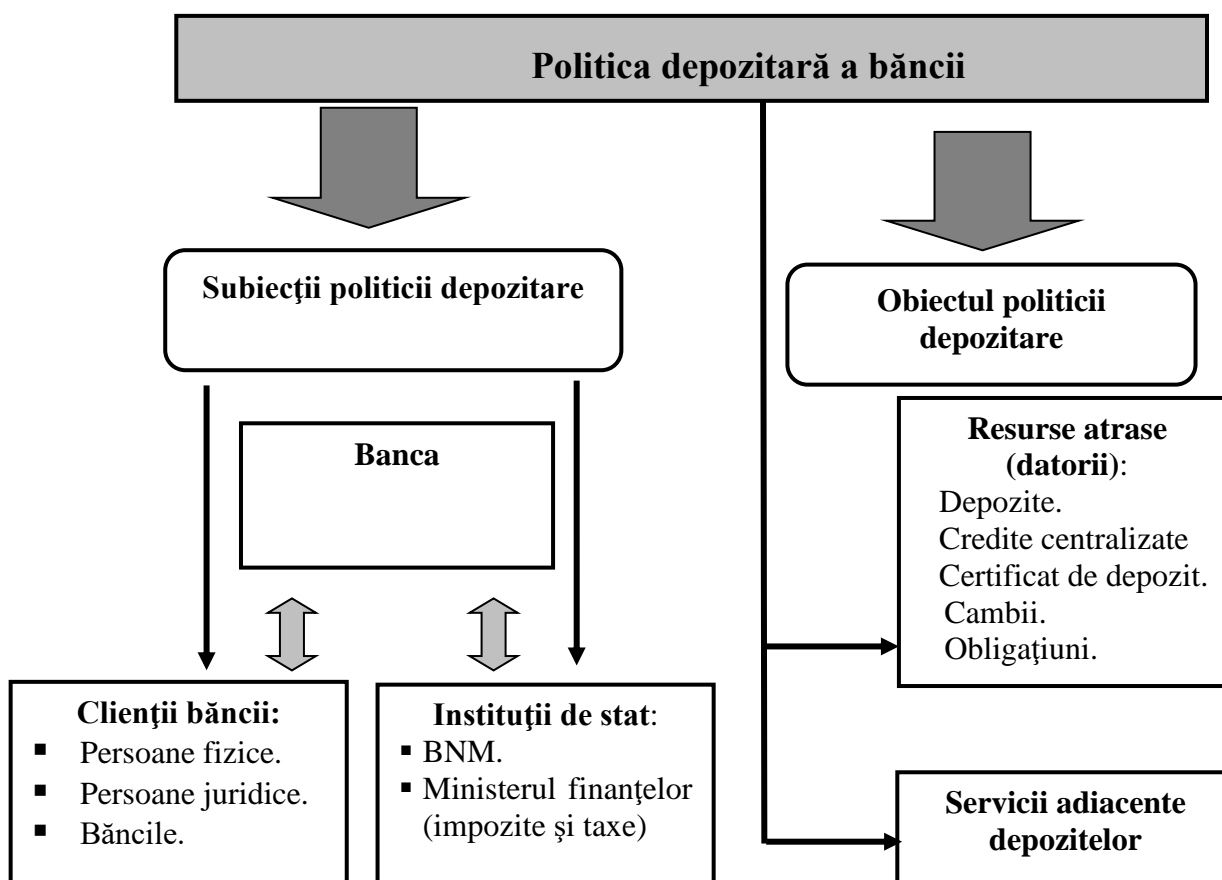 Politica depozitară a băncii
Subiecţii politicii depozitare
Obiectul politicii
depozitare
Banca
Resurse atrase
(datorii):
Depozite.
Credite centralizate
Certificat de depozit.
Cambii.
Obligaţiuni.
Clienţii băncii:
▪ Persoane fizice.
▪ Persoane juridice.
▪ Băncile.
Instituţii de stat:
▪ BNM.
▪ Ministerul finanţelor
(impozite şi taxe)
Servicii adiacente
depozitelor